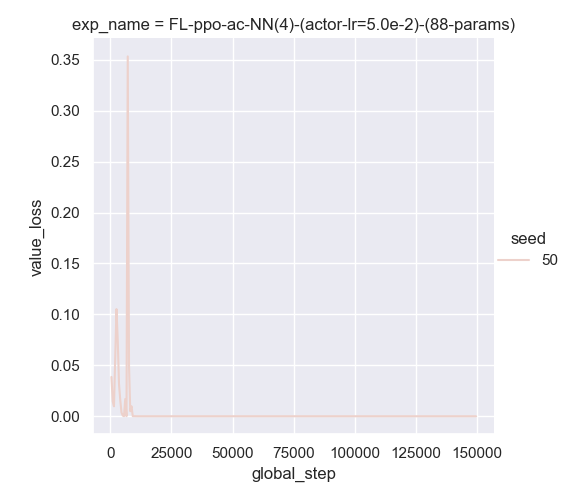 exp_name = FL-ppo-ac-NN(4)-(actor-lr=5.0e-2)-(88-params)
0.35
0.30
0.25
0.20
0.15
0.10
0.05
0.00
value_loss
0 25000 50000 75000 100000 125000 150000
global_step
seed
50